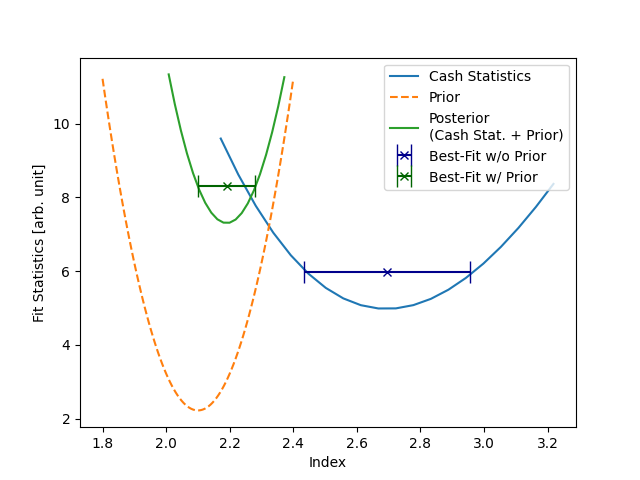 Cash Statistics
Prior
Posterior
(Cash Stat. + Prior)
Best-Fit w/o Prior
Best-Fit w/ Prior
Fit Statistics [arb. unit]
10
8
6
4
2
1.8 2.0 2.2 2.4 2.6 2.8 3.0 3.2
Index